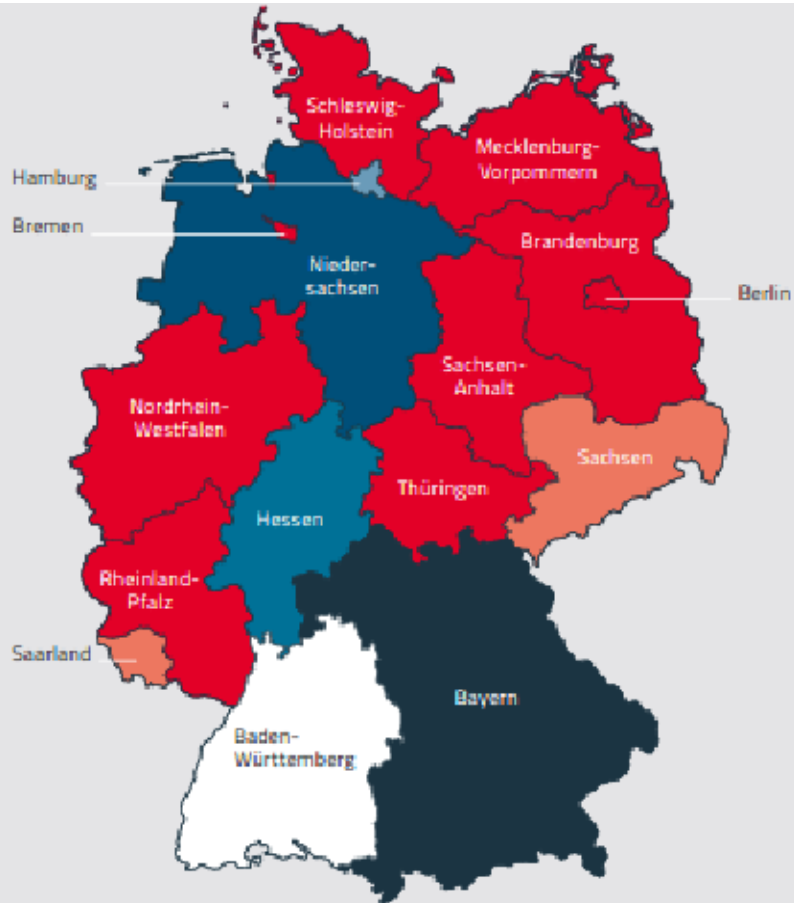 Schleswig-
Holstein
Mecklenburg-
Vorpommern
Hamburg
Bremen
Brandenburg
Nieder-
sachsen
Berlin
Sachsen-
Anhalt
Nordrhein-
Westfalen
Sachsen
Thüringen
Hessen
Rheinland-
Pfalz
Saarland
Bayern
Baden-
Württemberg